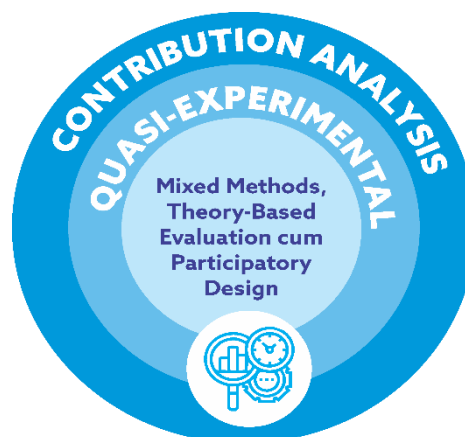 CONTRIBUTION ANALYSIS
QUASI-EXPERIMENTAL
Mixed Methods,
Theory-Based
Evaluation cum
Participatory
Design